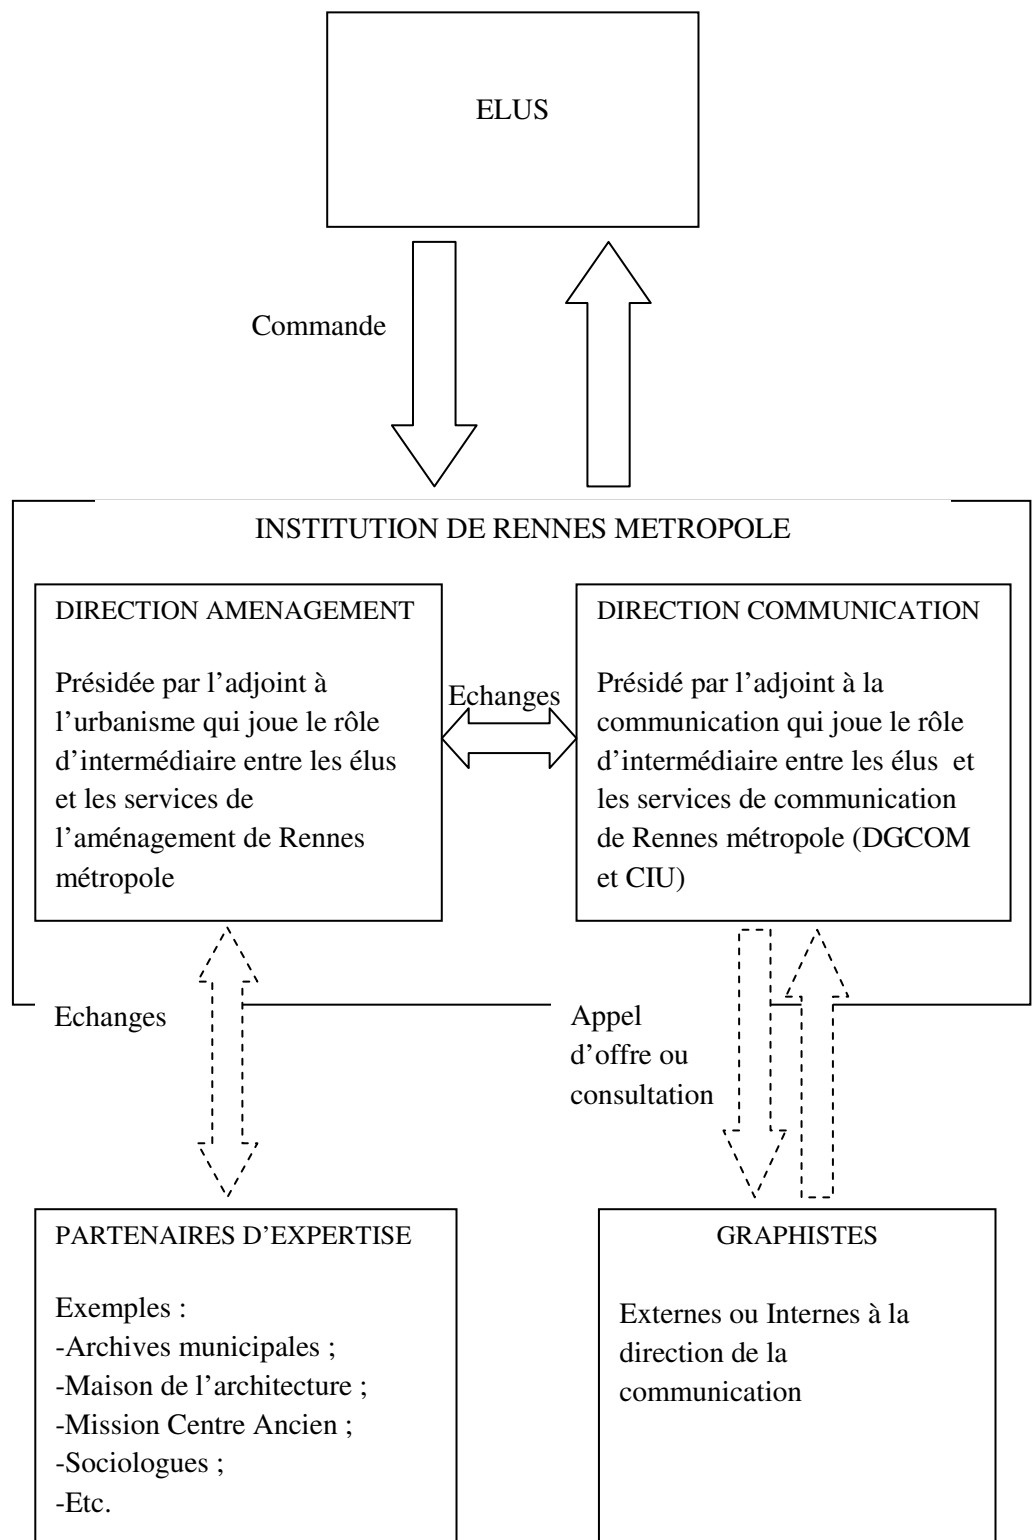 ELUS
Commande
INSTITUTION DE RENNES METROPOLE
DIRECTION AMENAGEMENT
Présidée par l’adjoint à
l’urbanisme qui joue le rôle
d’intermédiaire entre les élus
et les services de
l’aménagement de Rennes
métropole
Echanges
DIRECTION COMMUNICATION
Présidé par l’adjoint à la
communication qui joue le rôle
d’intermédiaire entre les élus et
les services de communication
de Rennes métropole (DGCOM
et CIU)
Echanges
Appel
d’offre ou
consultation
PARTENAIRES D’EXPERTISE
Exemples :
-Archives municipales ;
-Maison de l’architecture ;
-Mission Centre Ancien ;
-Sociologues ;
-Etc.
GRAPHISTES
Externes ou Internes à la
direction de la
communication